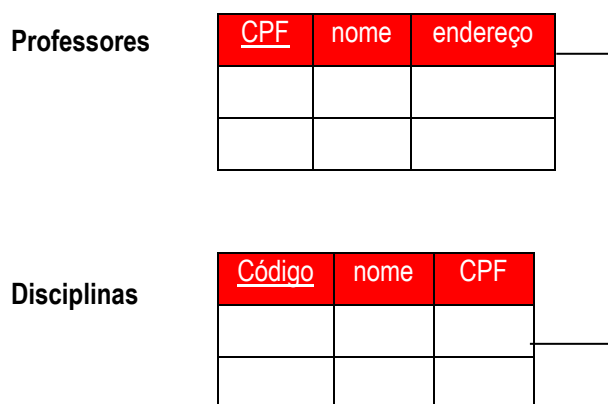 Professores
CPF nome endereço
Disciplinas
Código nome CPF